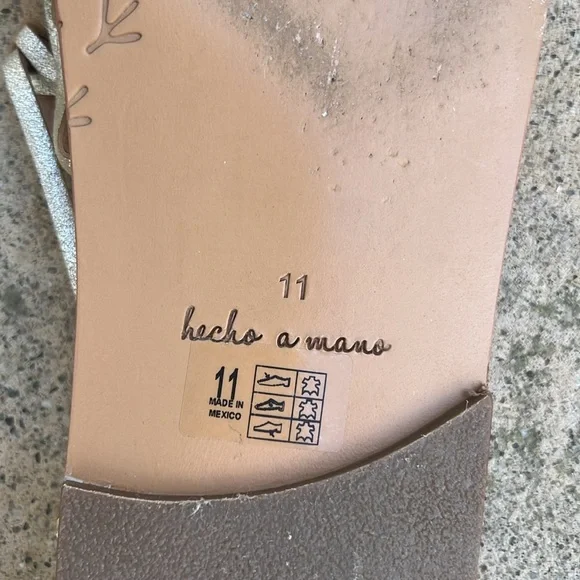 11
hecho a mano
11
MADE IN
MEXICO